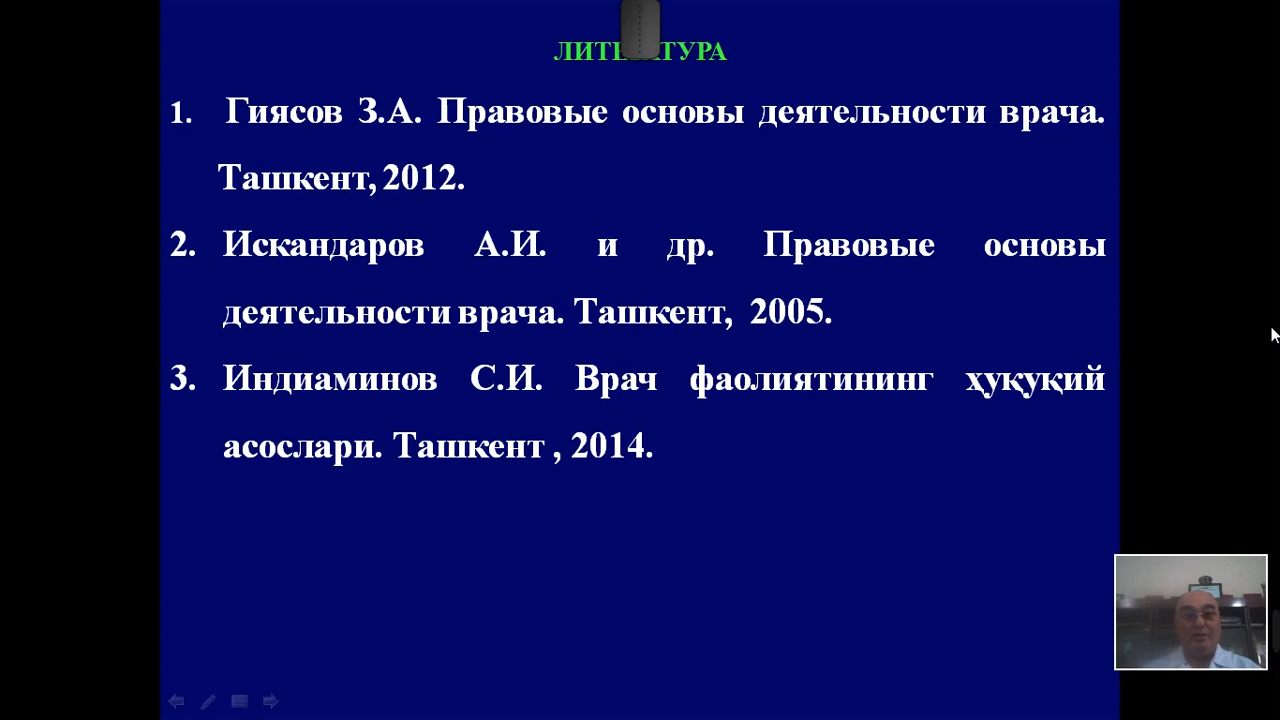 ЛИТЕРАТУРА
1. Гиясов З.А. Правовые основы деятельности врача.
Ташкент, 2012.
2. Искандаров А.И. и др. Правовые основы
деятельности врача. Ташкент, 2005.
3. Индиаминов С.И. Врач фаолиятининг ҳуқуқий
асослари. Ташкент , 2014.